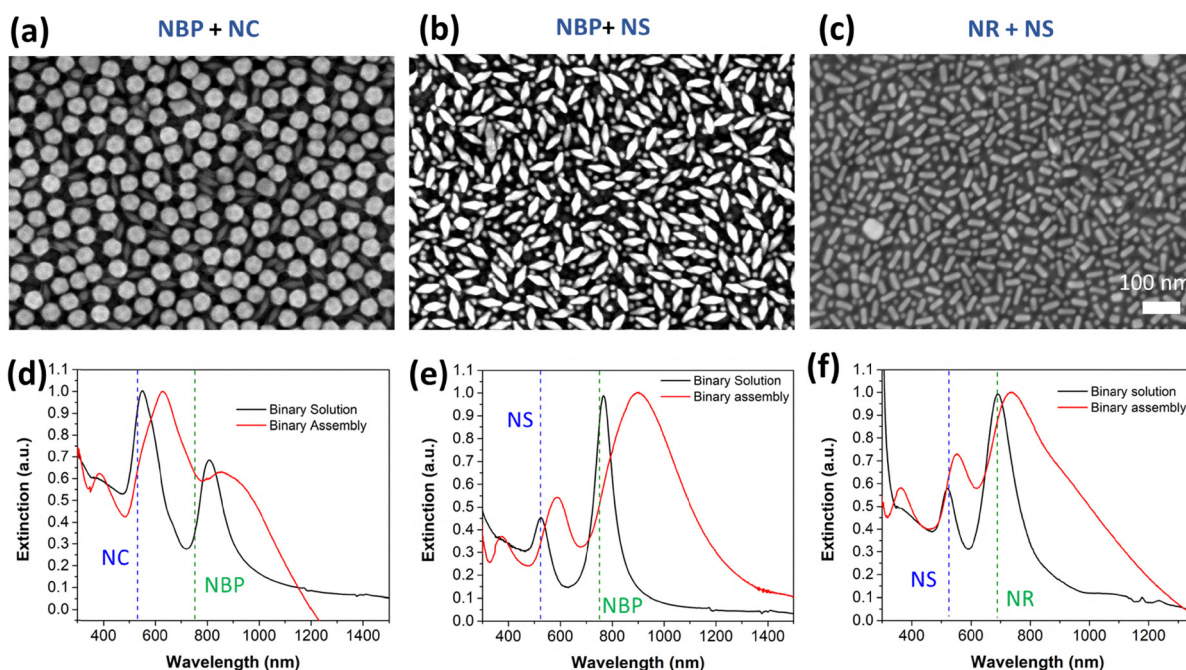 (a)
NBP + NC
(b)
NBP+ NS
(c)
NR + NS
100 nm
(d)
Extinction (a.u.)
1.1
1.0
0.9
0.8
0.7
0.6
0.5
0.4
0.3
0.2
0.1
0.0
Binary Solution
Binary Assembly
NC
NBP
400 600 800 1000 1200 1400
Wavelength (nm)
(e)
Extinction (a.u.)
1.1
1.0
0.9
0.8
0.7
0.6
0.5
0.4
0.3
0.2
0.1
0.0
Binary Solution
Binary assembly
NS
NBP
400 600 800 1000 1200 1400
Wavelength (nm)
(f)
Extinction (a.u.)
1.1
1.0
0.9
0.8
0.7
0.6
0.5
0.4
0.3
0.2
0.1
0.0
Binary solution
Binary assembly
NS
NR
400 600 800 1000 1200
Wavelength (nm)